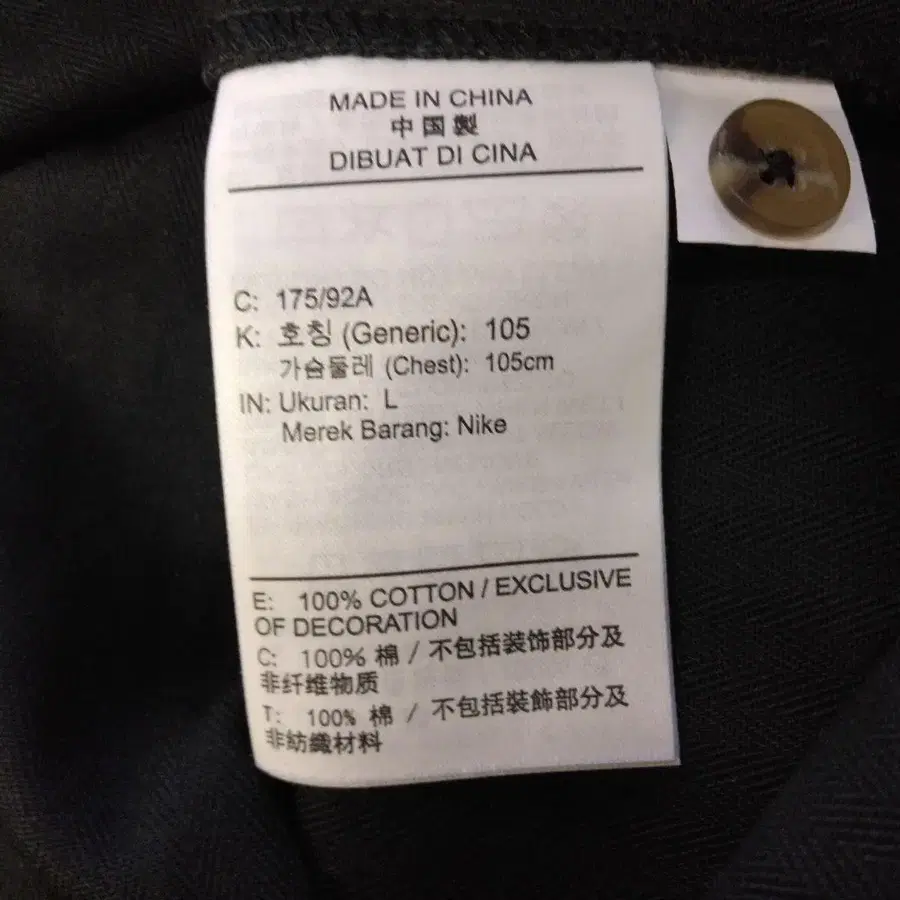 MADE IN CHINA
中国製
DIBUAT DI CINA
C: 175/92A
K: 호칭 (Generic): 105
가슴둘레 (Chest): 105cm
IN: Ukuran: L
Merek Barang: Nike
E: 100% COTTON / EXCLUSIVE
OF DECORATION
C: 100% 棉 / 不包括装饰部分及
非纤维物质
T: 100% 棉 / 不包括裝飾部分及
非紡織材料